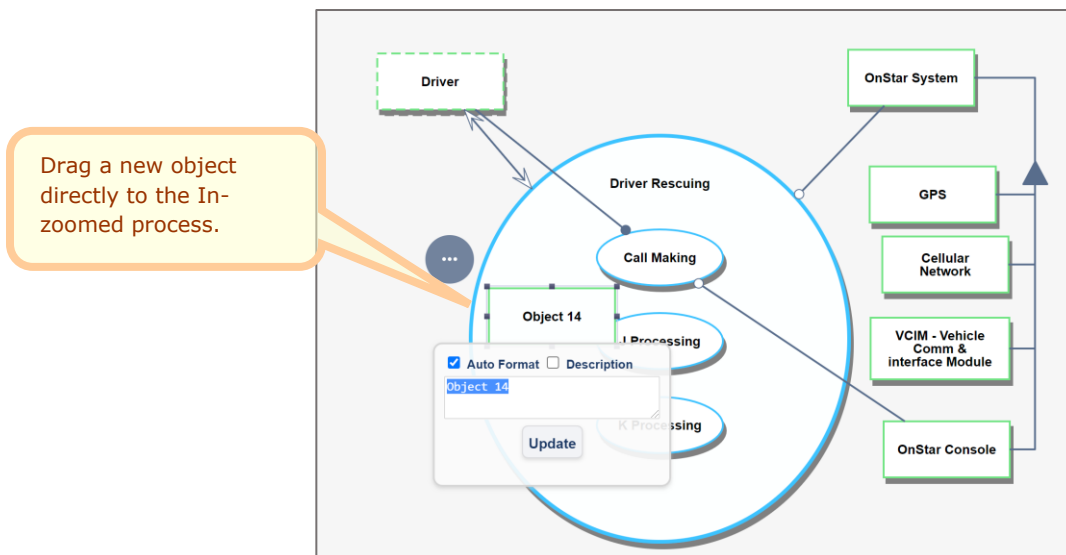 Driver
OnStar System
Drag a new object
directly to the In-
zoomed process.
Driver Rescuing
GPS
...
Call Making
Cellular
Network
Object 14
J Processing
VCIM - Vehicle
Comm &
interface Module
Auto Format
Description
Object 14
K Processing
Update
OnStar Console